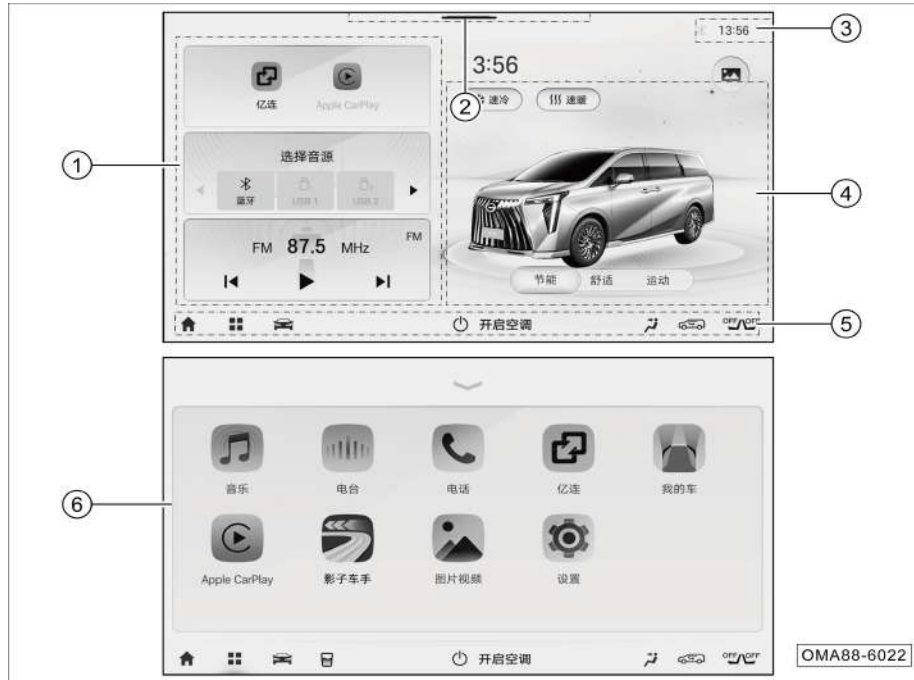 ③
13:56
3:56
②
亿连
Apple CarPlay
速冷
速暖
①
选择音源
蓝牙
USB 1
USB 2
④
FM 87.5 MHz
FM
节能
舒适
运动
开启空调
OFF OFF
⑤
⑥
音乐
电台
电话
亿连
我的车
Apple CarPlay
影子车手
图片视频
设置
开启空调
OFF OFF
OMA88-6022